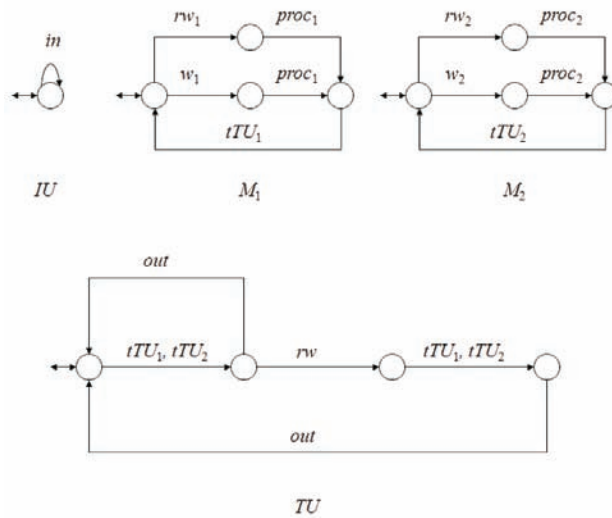 in
rw₁ proc₁
w₁ proc₁
tTU₁
rw₂ proc₂
w₂ proc₂
tTU₂
IU
M₁
M₂
out
tTU₁, tTU₂ rw tTU₁, tTU₂
out
TU